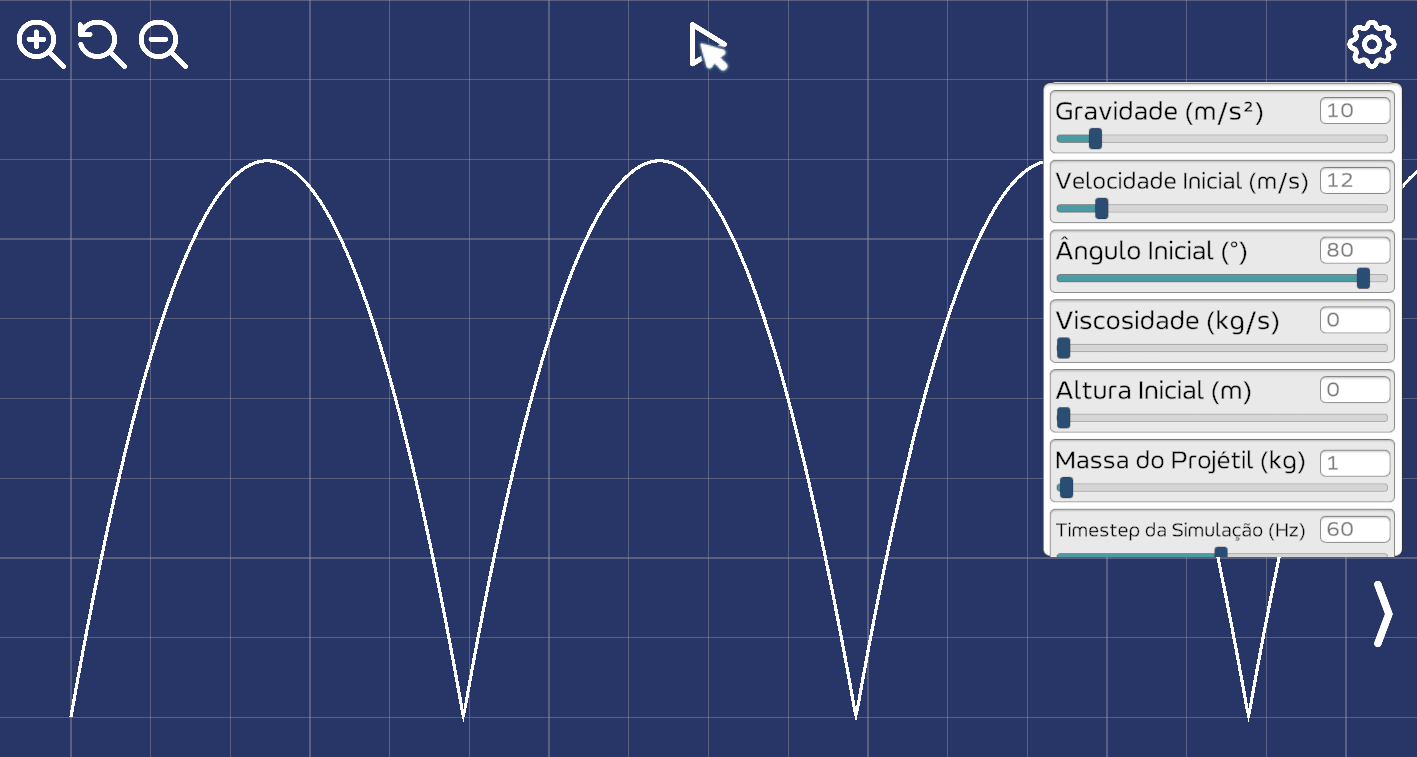 Gravidade (m/s²) 10
Velocidade Inicial (m/s) 12
Ângulo Inicial (°) 80
Viscosidade (kg/s) 0
Altura Inicial (m) 0
Massa do Projétil (kg) 1
Timestep da Simulação (Hz) 60